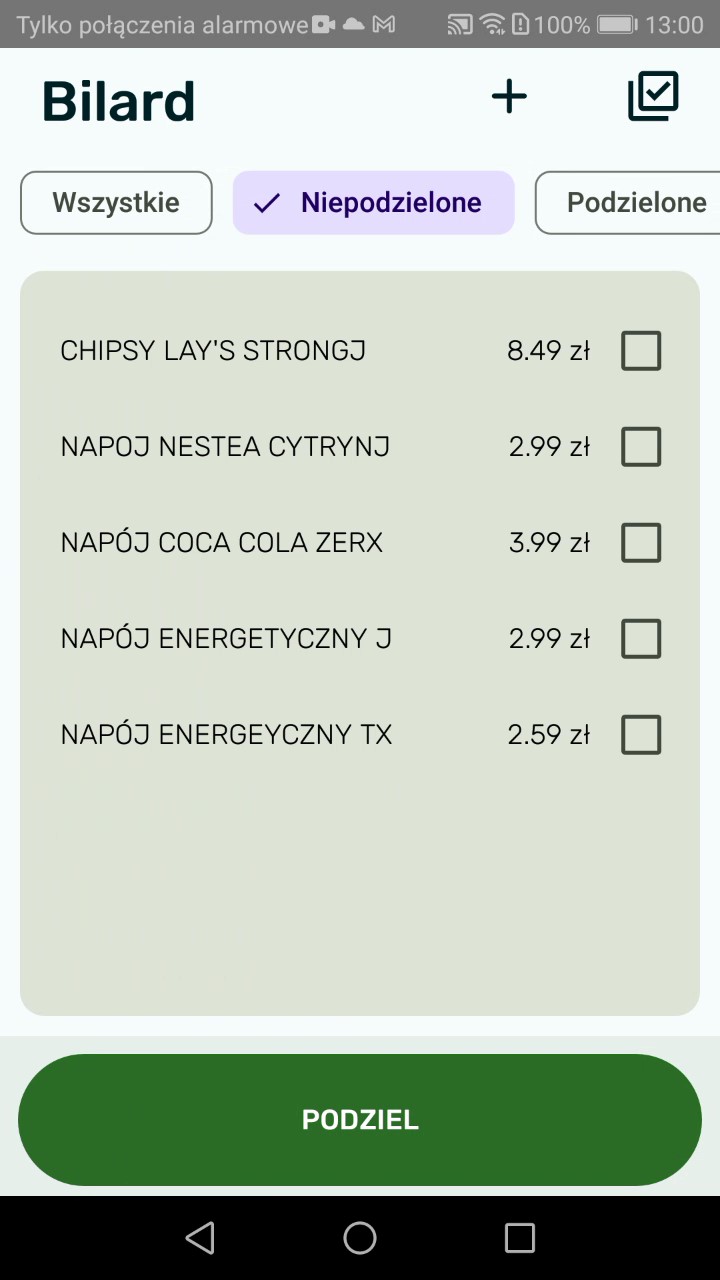 Tylko połączenia alarmowe 100% 13:00
Bilard
Wszystkie Niepodzielone Podzielone
CHIPSY LAY'S STRONGJ 8.49 zł
NAPOJ NESTEA CYTRYNJ 2.99 zł
NAPÓJ COCA COLA ZERX 3.99 zł
NAPÓJ ENERGETYCZNY J 2.99 zł
NAPÓJ ENERGEYCZNY TX 2.59 zł
PODZIEL